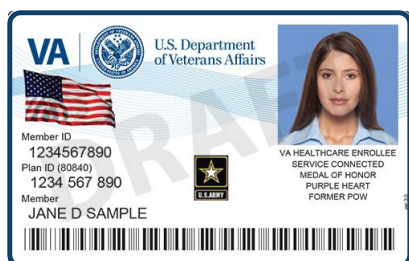 VA
U.S. Department
of Veterans Affairs
Member ID
1234567890
Plan ID (80840)
1234 567 890
Member
JANE D SAMPLE
U.S.ARMY
VA HEALTHCARE ENROLLEE
SERVICE CONNECTED
MEDAL OF HONOR
PURPLE HEART
FORMER POW
DRAFT